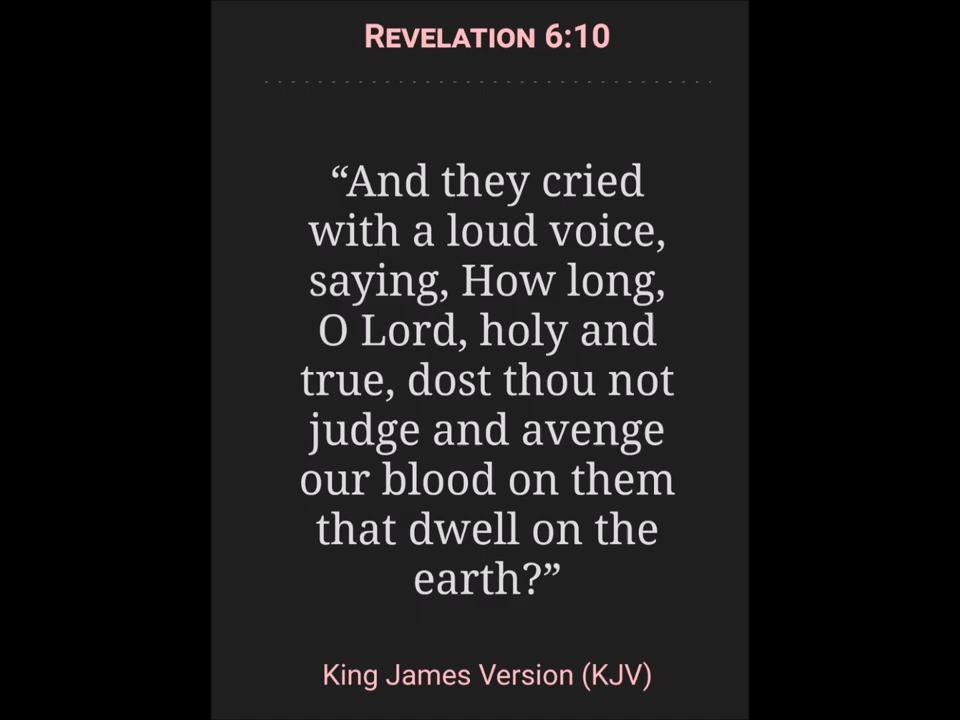 REVELATION 6:10
“And they cried
with a loud voice,
saying, How long,
O Lord, holy and
true, dost thou not
judge and avenge
our blood on them
that dwell on the
earth?”
King James Version (KJV)